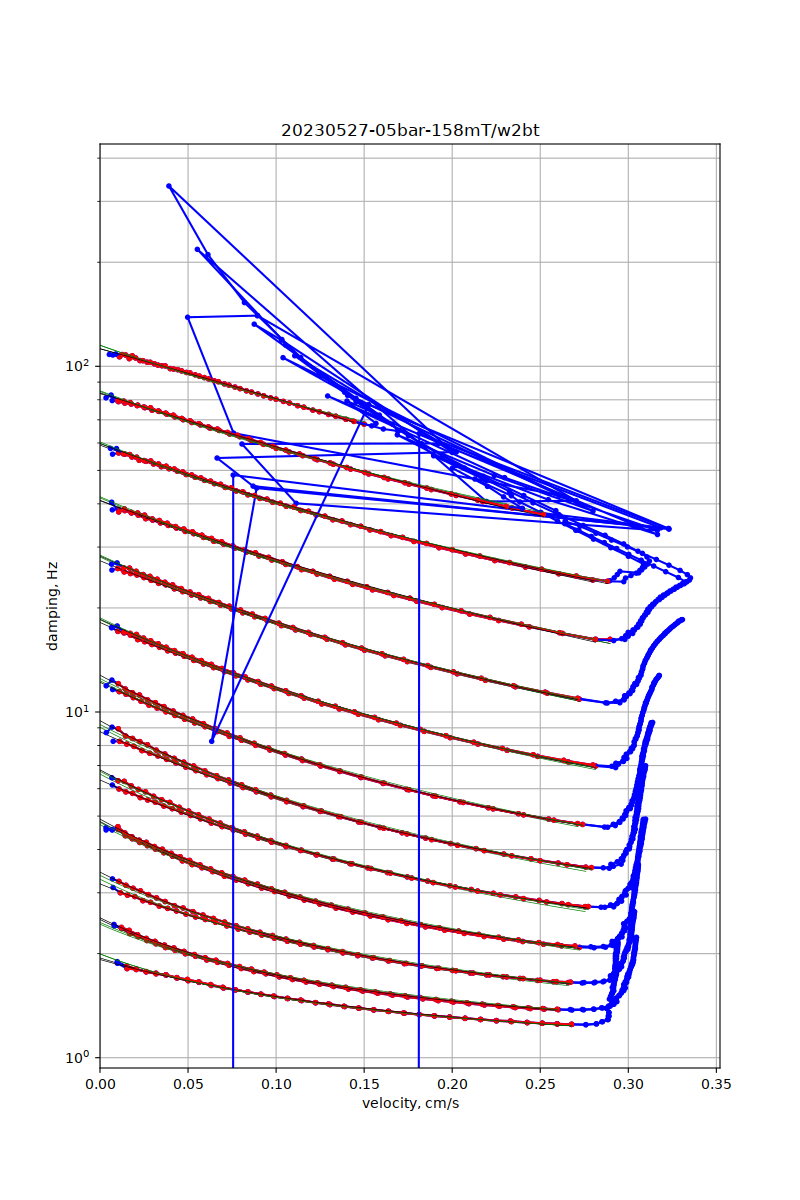 20230527-05bar-158mT/w2bt
damping, Hz
10²
10¹
10⁰
0.00 0.05 0.10 0.15 0.20 0.25 0.30 0.35
velocity, cm/s